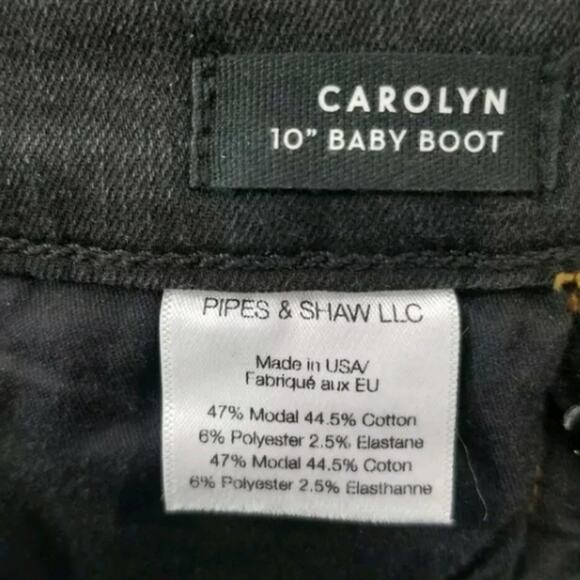 CAROLYN
10" BABY BOOT
PIPES & SHAW LLC
Made in USA/
Fabriqué aux EU
47% Modal 44.5% Cotton
6% Polyester 2.5% Elastane
47% Modal 44.5% Coton
6% Polyester 2.5% Elasthanne